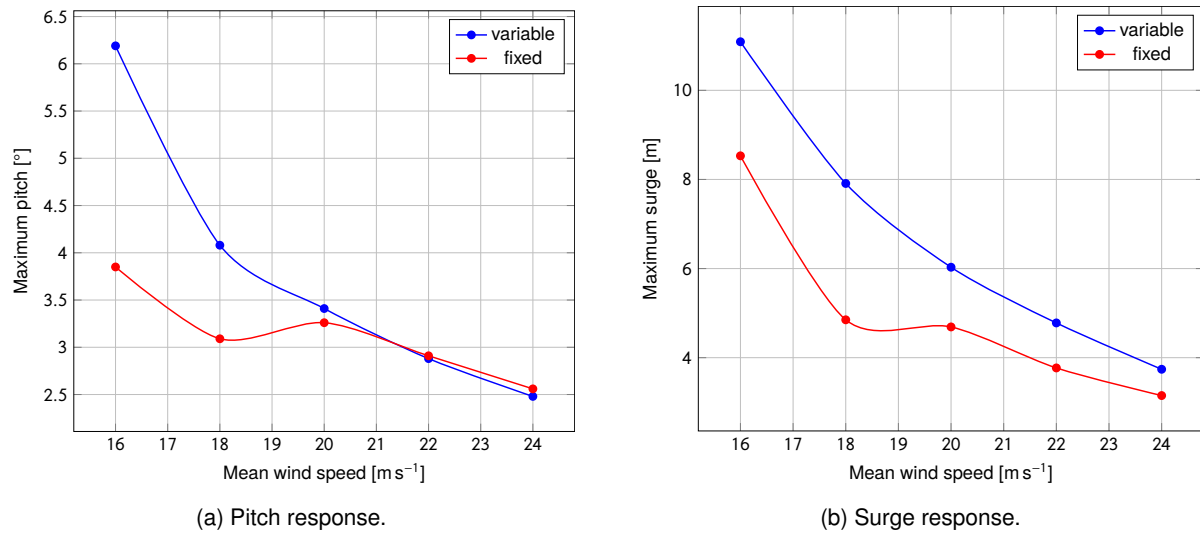 6.5
6
5.5
5
4.5
4
3.5
3
2.5
Maximum pitch [°]
variable
fixed
16 17 18 19 20 21 22 23 24
Mean wind speed [m s⁻¹]
(a) Pitch response.
10
8
6
4
Maximum surge [m]
variable
fixed
16 17 18 19 20 21 22 23 24
Mean wind speed [m s⁻¹]
(b) Surge response.